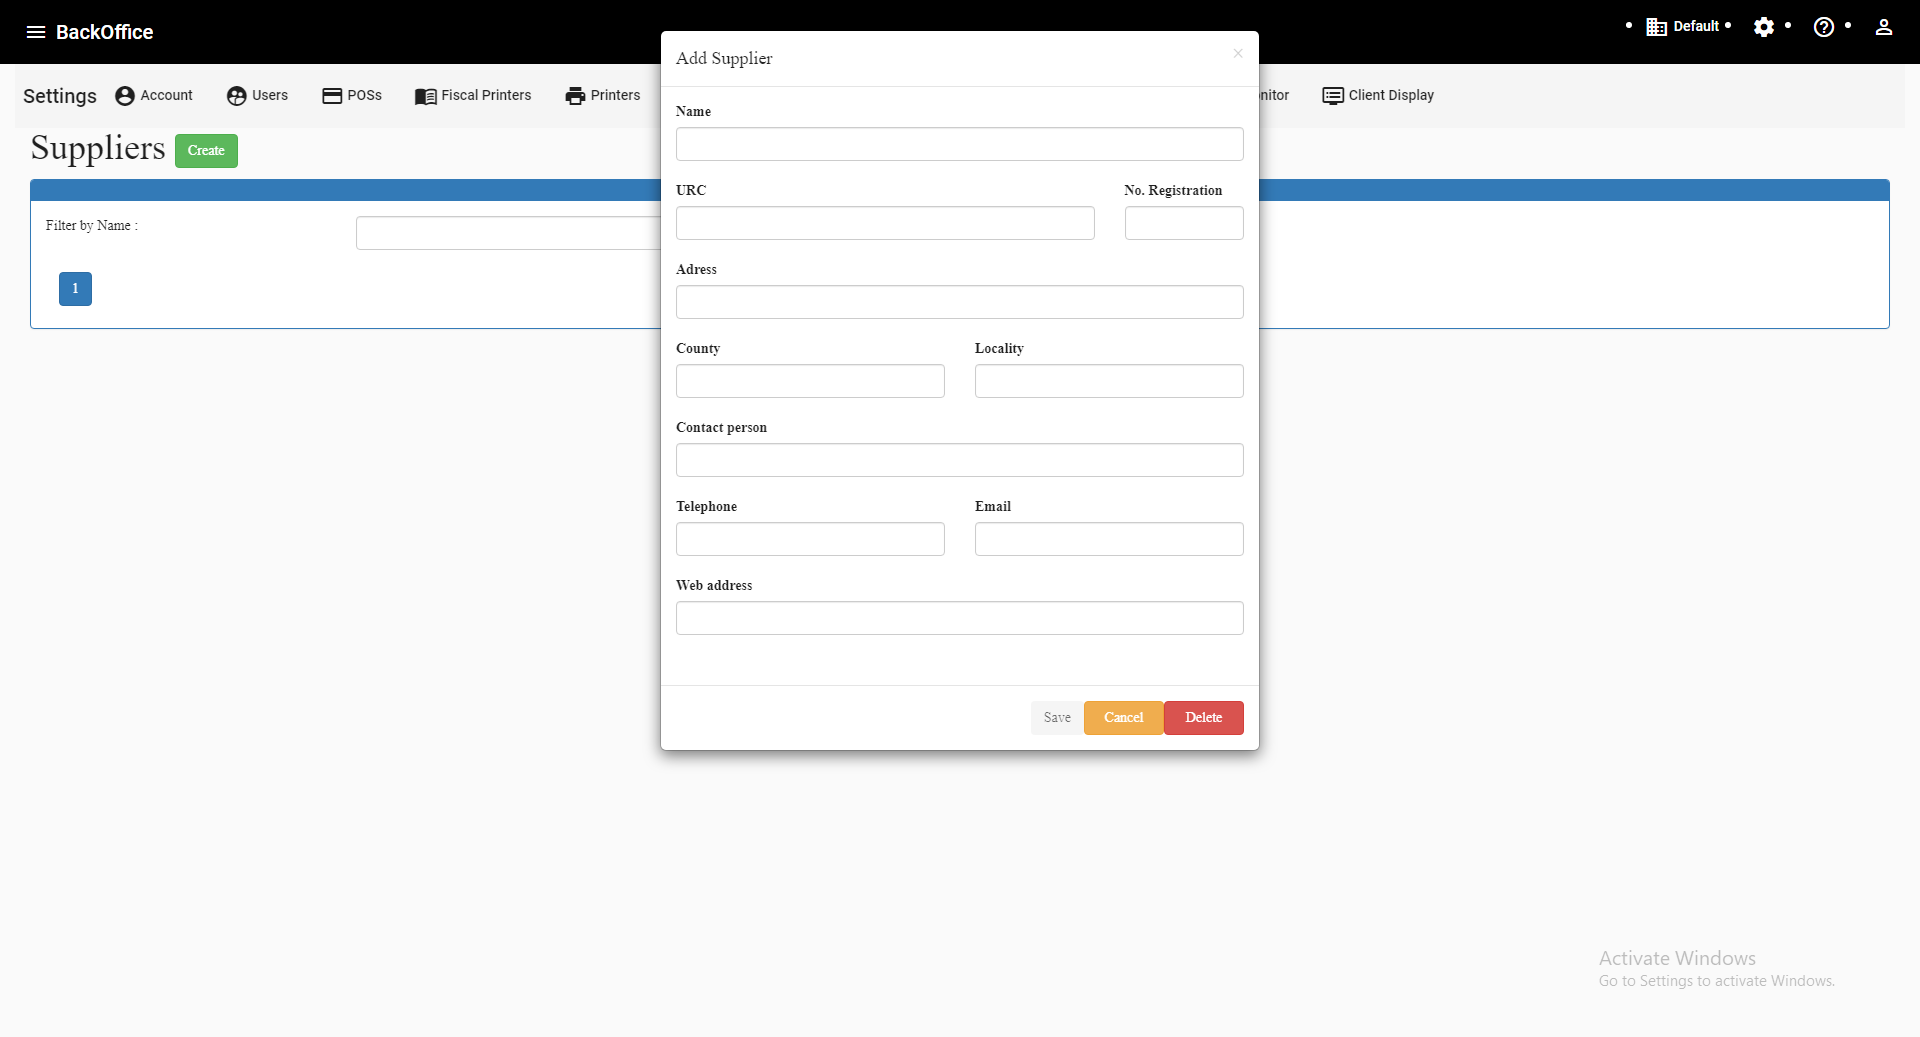 BackOffice
Default
Settings
Account
Users
POSs
Fiscal Printers
Printers
Client Display
Suppliers
Create
Filter by Name :
1
Add Supplier
×
Name
URC
No. Registration
Adress
County
Locality
Contact person
Telephone
Email
Web address
Save
Cancel
Delete
Activate Windows
Go to Settings to activate Windows.